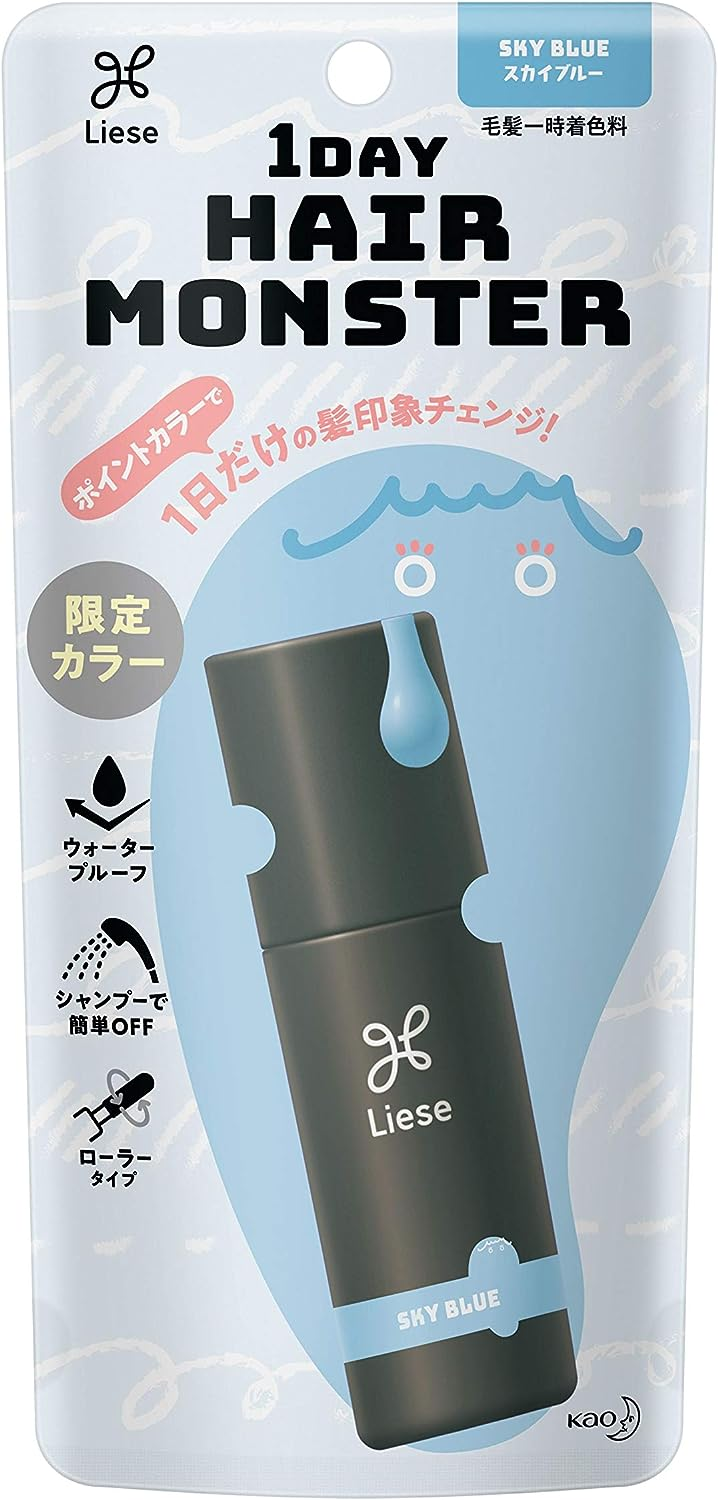 Liese
SKY BLUE
スカイブルー
毛髪一時着色料
1DAY
HAIR
MONSTER
ポイントカラーで
1日だけの髪印象チェンジ!
限定
カラー
ウォーター
プルーフ
シャンプーで
簡単OFF
ローラー
タイプ
Liese
SKY BLUE
Kao